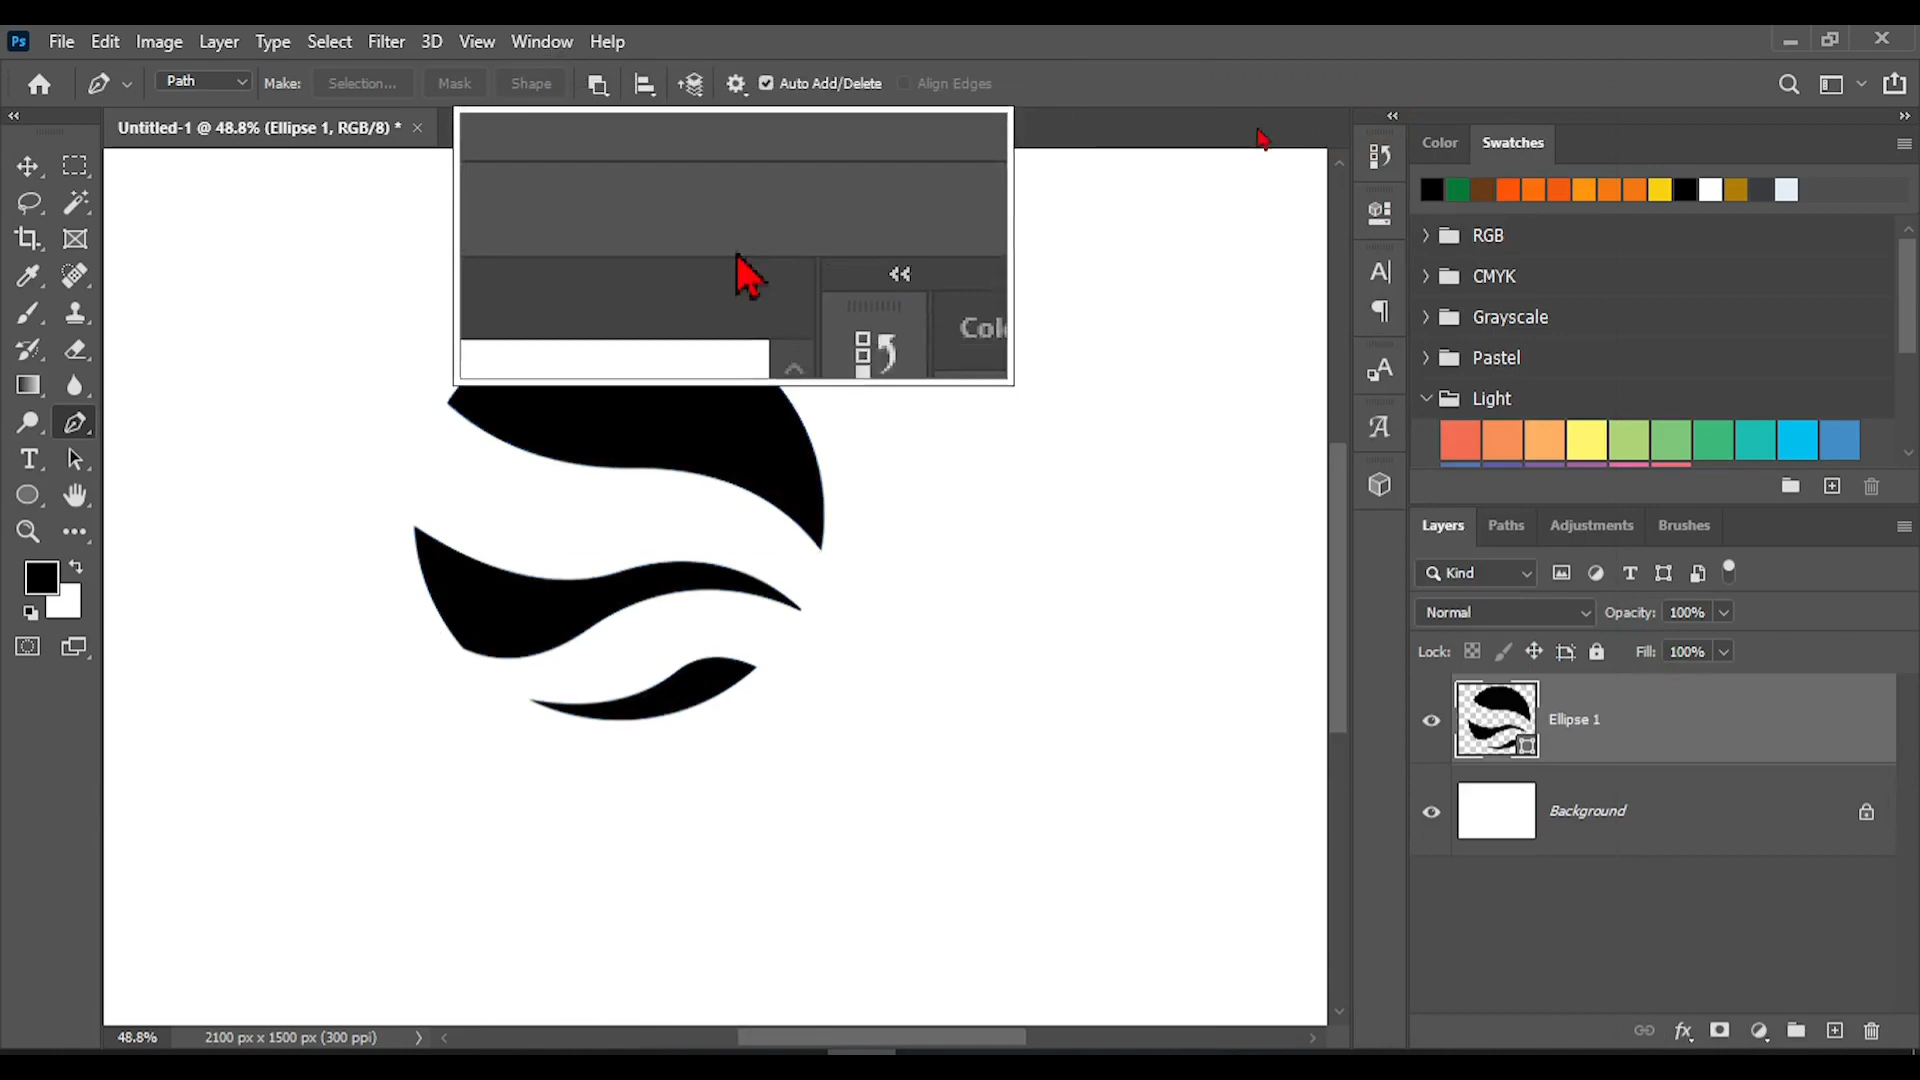 Ps File Edit Image Layer Type Select Filter 3D View Window Help
Path Make: Selection... Mask Shape Auto Add/Delete Align Edges
Untitled-1 @ 48.8% (Ellipse 1, RGB/8) *
Color Swatches
RGB
CMYK
Grayscale
Pastel
Light
Layers Paths Adjustments Brushes
Kind
Normal Opacity: 100%
Lock: Fill: 100%
Ellipse 1
Background
48.8% 2100 px x 1500 px (300 ppi)